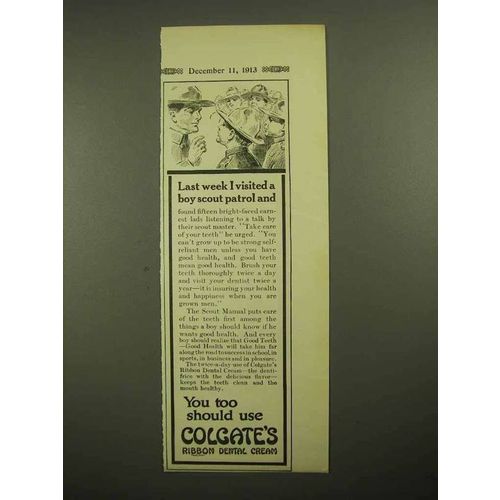 December 11, 1913
Last week I visited a
boy scout patrol and
found fifteen bright-faced earn-
est lads listening to a talk by
their scout master. "Take care
of your teeth" he urged. "You
can't grow up to be strong self-
reliant men unless you have
good health, and good teeth
mean good health. Brush your
teeth thoroughly twice a day
and visit your dentist twice a
year—it is insuring your health
and happiness when you are
grown men."
The Scout Manual puts care
of the teeth first among the
things a boy should know if he
wants good health. And every
boy should realize that Good Teeth
—Good Health will take him far
along the road to success in school, in
sports, in business and in pleasure.
The twice-a-day use of Colgate's
Ribbon Dental Cream—the denti-
frice with the delicious flavor—
keeps the teeth clean and the
mouth healthy.
You too
should use
COLGATE'S
RIBBON DENTAL CREAM